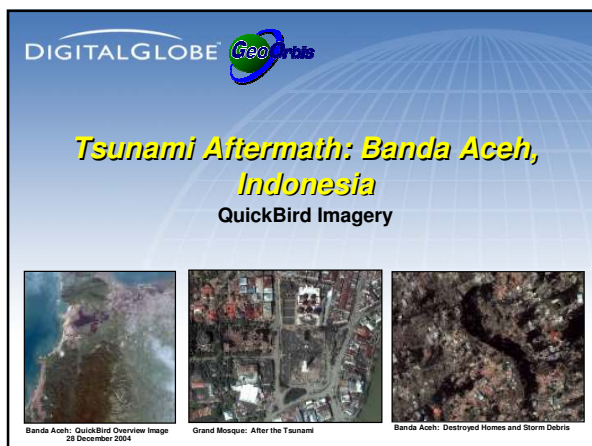 DIGITALGLOBE
GeoOrbis
Tsunami Aftermath: Banda Aceh,
Indonesia
QuickBird Imagery
Banda Aceh: QuickBird Overview Image
28 December 2004
Grand Mosque: After the Tsunami
Banda Aceh: Destroyed Homes and Storm Debris